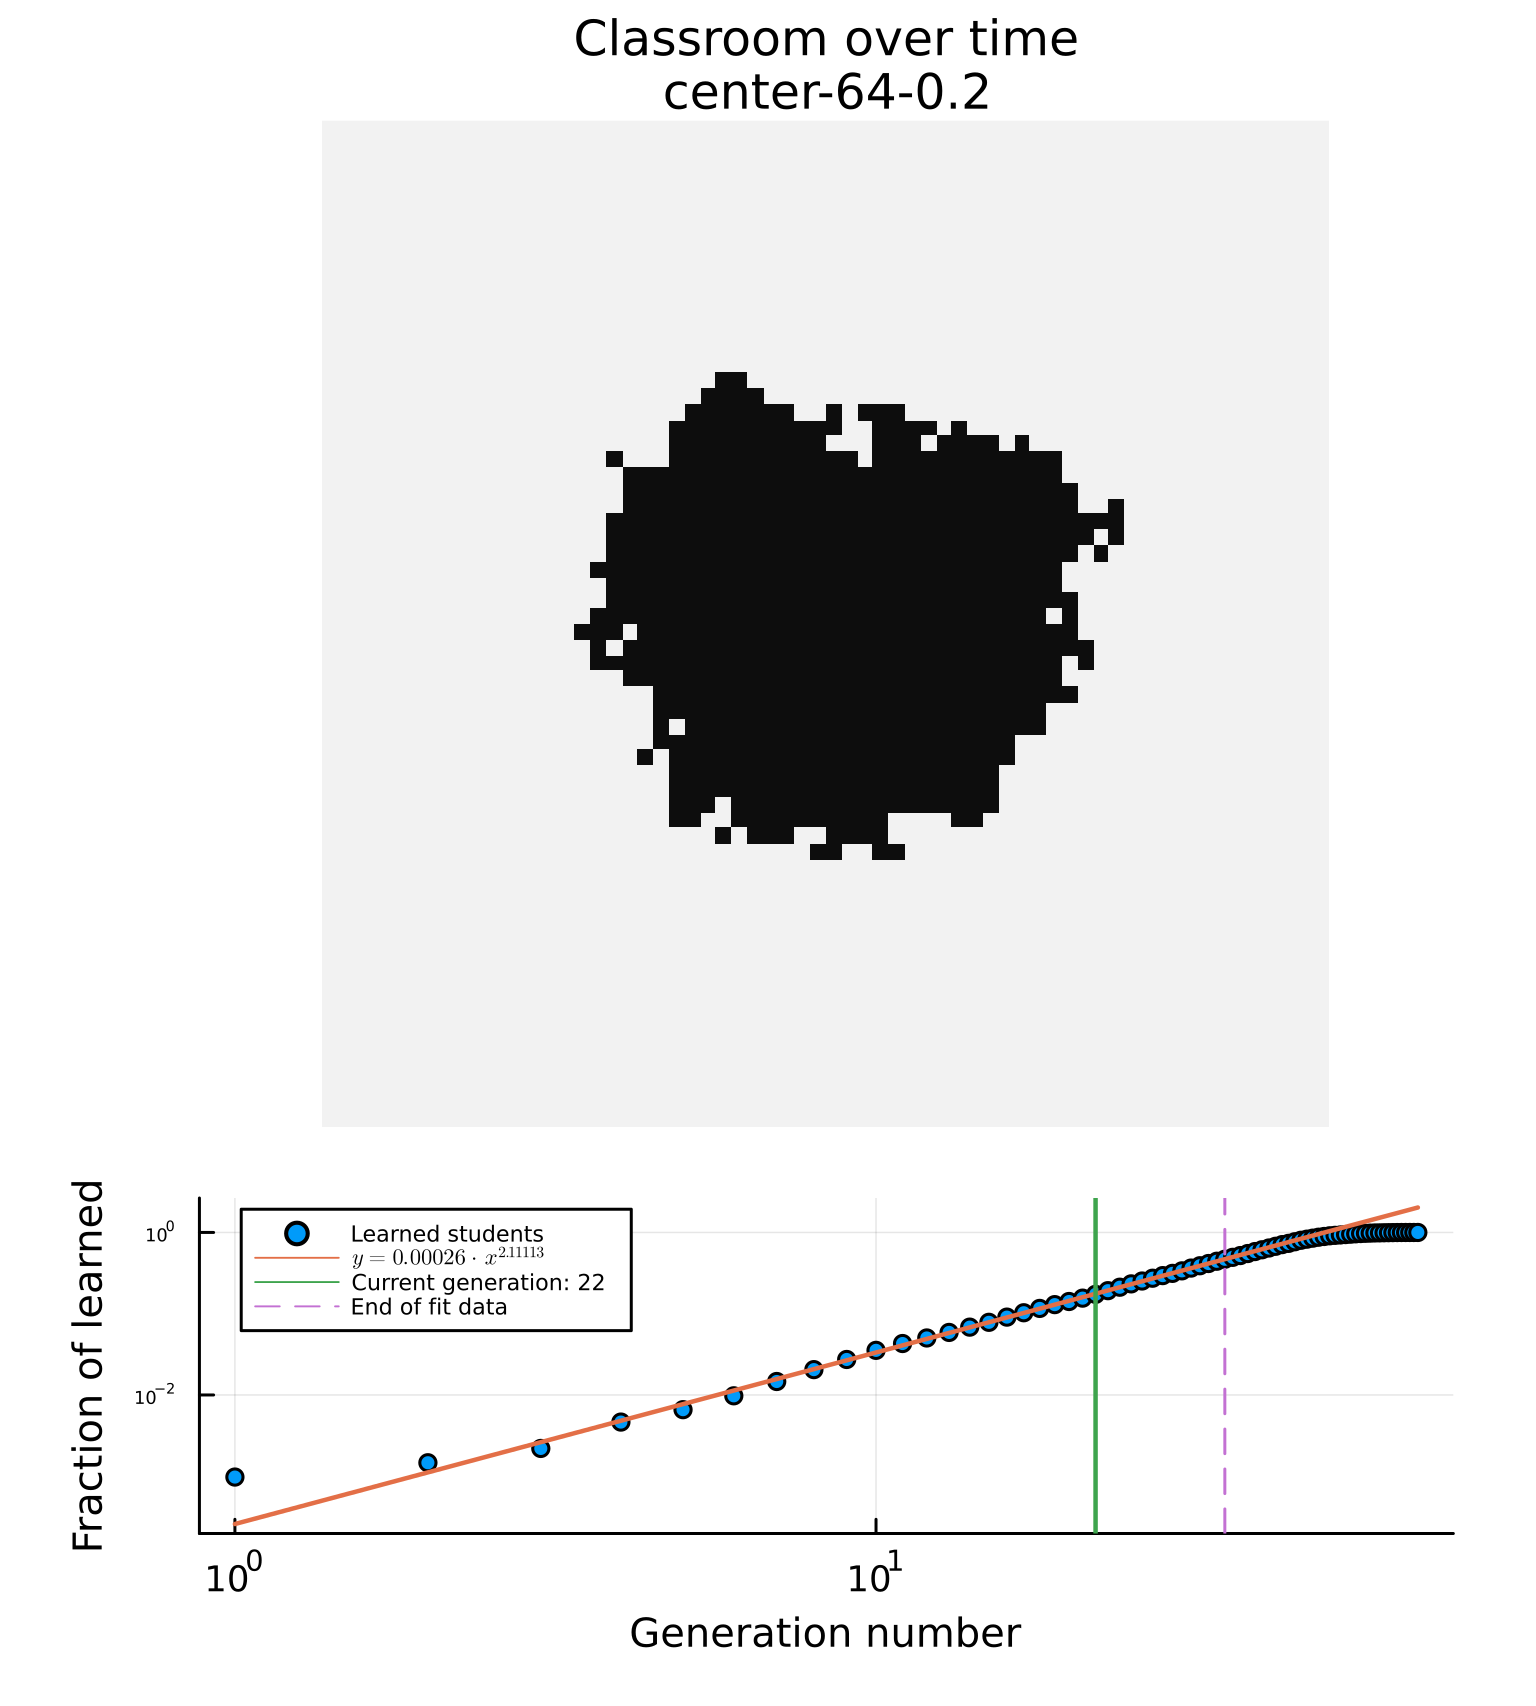 Classroom over time
center-64-0.2
Fraction of learned
10^0
10^-2
Learned students
y = 0.00026 · x^2.11113
Current generation: 22
End of fit data
10^0
10^1
Generation number